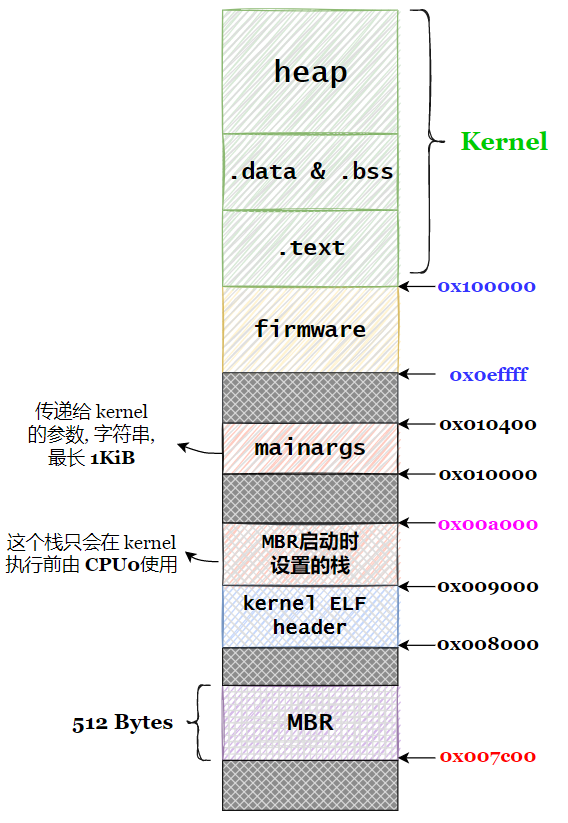 heap
Kernel
.data & .bss
.text
0x100000
firmware
0x0effff
传递给 kernel
的参数, 字符串,
最长 1KiB
0x010400
mainargs
0x010000
0x00a000
这个栈只会在 kernel
执行前由 CPU0使用
MBR启动时
设置的栈
0x009000
kernel ELF
header
0x008000
512 Bytes
MBR
0x007c00